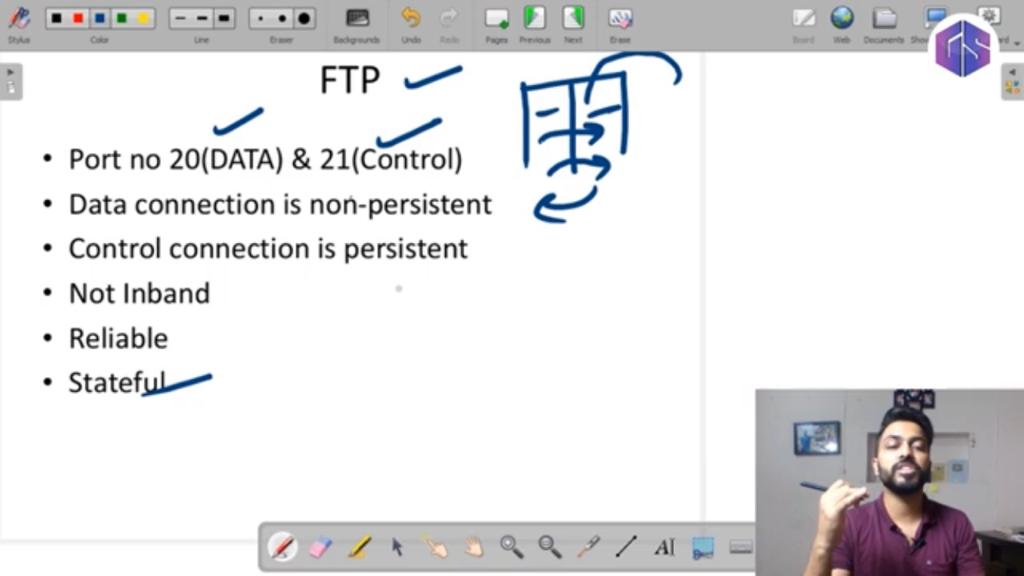 Stylus
Color
Line
Eraser
Backgrounds
Undo
Redo
Pages
Previous
Next
Erase
Board
Web
Documents
FTP
• Port no 20(DATA) & 21(Control)
• Data connection is non-persistent
• Control connection is persistent
• Not Inband
• Reliable
• Stateful
AI